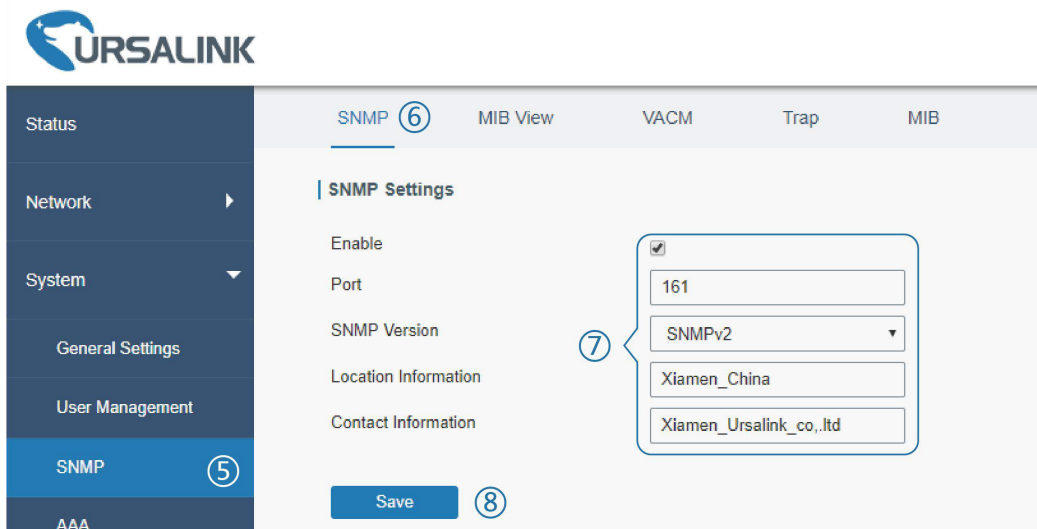 URSALINK
Status
Network
System
General Settings
User Management
SNMP ⑤
AAA
SNMP ⑥ MIB View VACM Trap MIB
SNMP Settings
Enable
Port 161
SNMP Version SNMPv2
⑦
Location Information Xiamen_China
Contact Information Xiamen_Ursalink_co,.ltd
Save ⑧